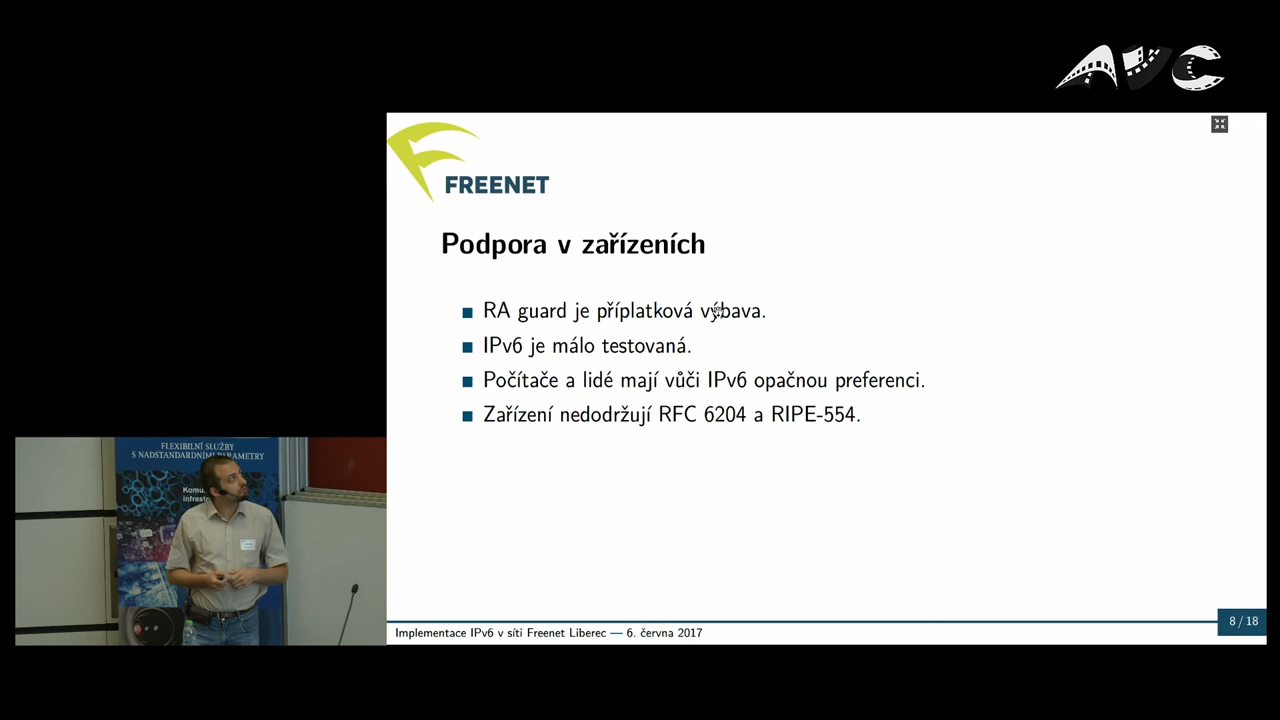 AVC
FREENET
Podpora v zařízeních
RA guard je příplatková výbava.
IPv6 je málo testovaná.
Počítače a lidé mají vůči IPv6 opačnou preferenci.
Zařízení nedodržují RFC 6204 a RIPE-554.
FLEXIBILNÍ SLUŽBY
S NADSTANDARDNÍMI PARAMETRY
Implementace IPv6 v síti Freenet Liberec — 6. června 2017
8 / 18